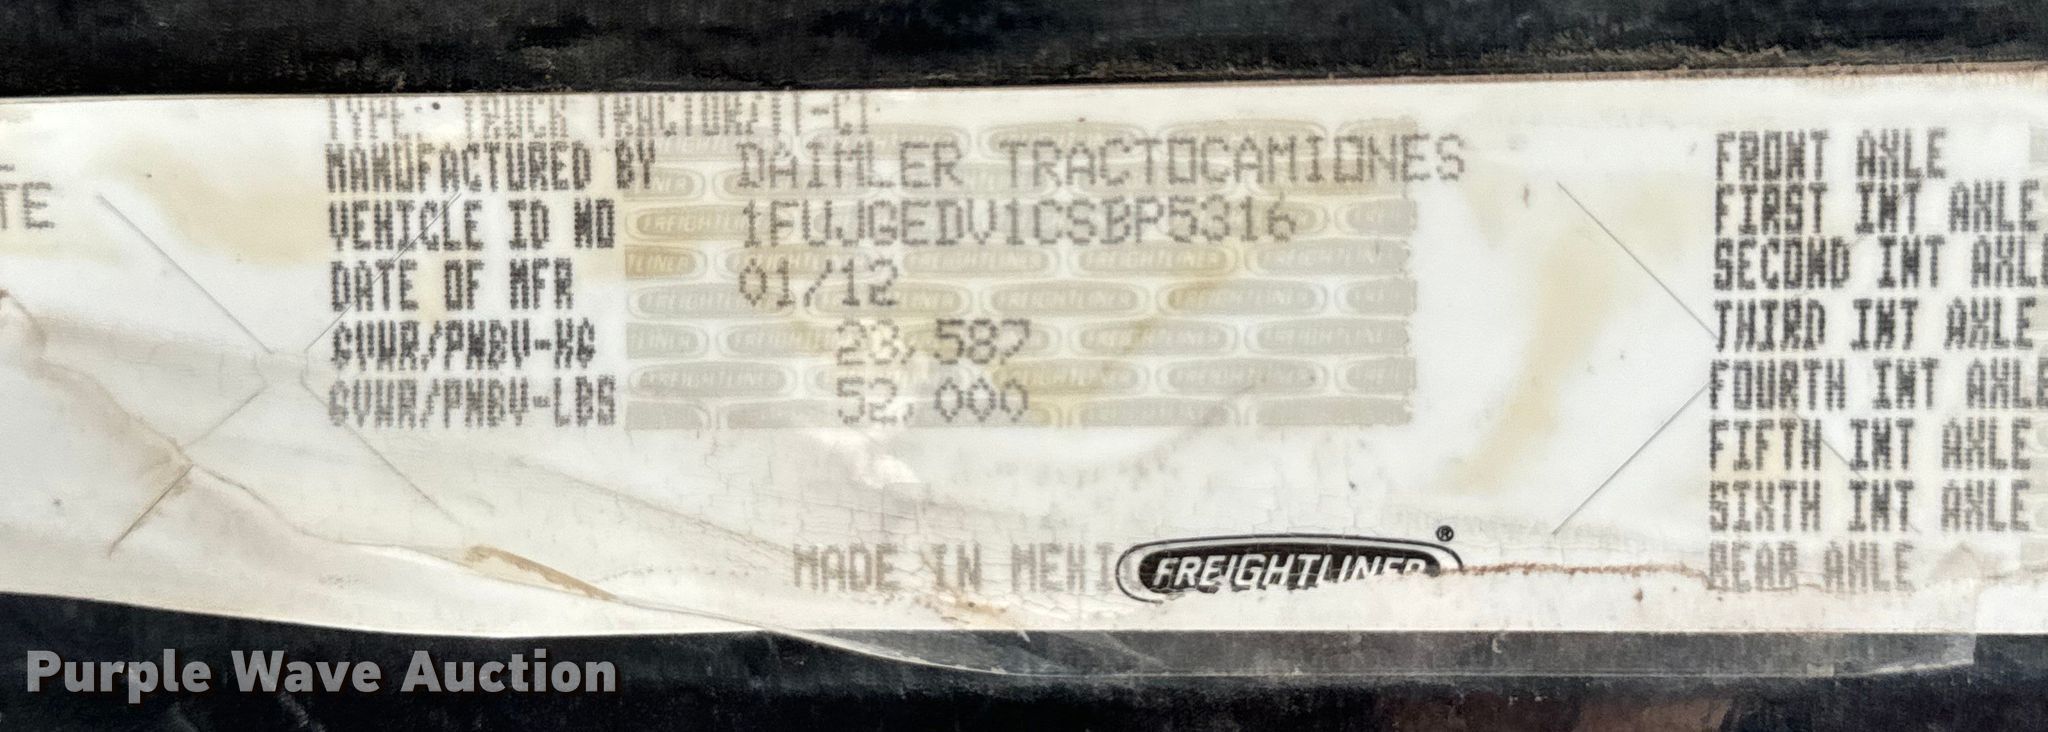 TE
TYPE: TRUCK TRACTOR/TT-CT
MANUFACTURED BY DAIMLER TRACTOCAMIONES
VEHICLE ID NO 1FUJGEDV1CSBP5316
DATE OF MFR 01/12
GVWR/PNBV-KG 23,587
GVWR/PNBV-LBS 52,000
MADE IN MEXI
FREIGHTLINER®
FRONT AXLE
FIRST INT AXLE
SECOND INT AXLE
THIRD INT AXLE
FOURTH INT AXLE
FIFTH INT AXLE
SIXTH INT AXLE
REAR AXLE
Purple Wave Auction